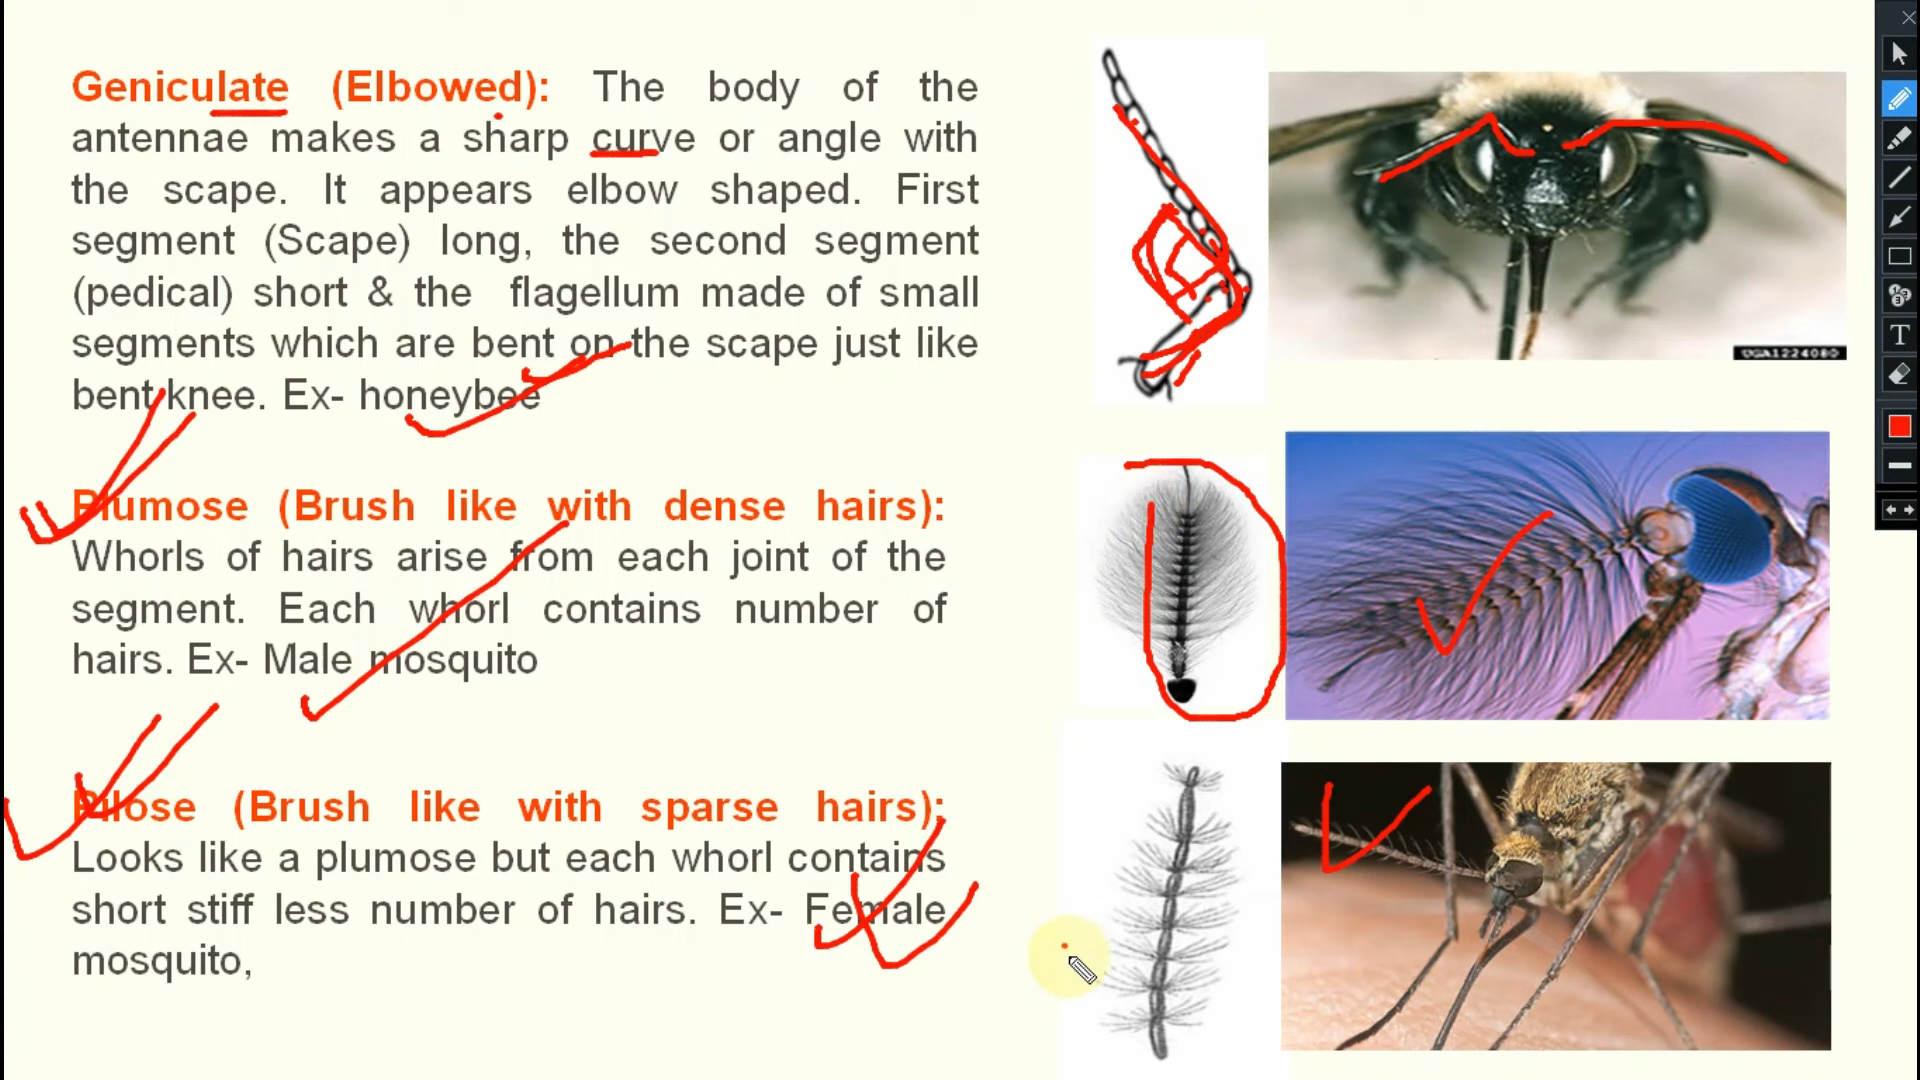 Geniculate (Elbowed): The body of the
antennae makes a sharp curve or angle with
the scape. It appears elbow shaped. First
segment (Scape) long, the second segment
(pedical) short & the flagellum made of small
segments which are bent on the scape just like
bent knee. Ex- honeybee
UGA1224080
Plumose (Brush like with dense hairs):
Whorls of hairs arise from each joint of the
segment. Each whorl contains number of
hairs. Ex- Male mosquito
Pilose (Brush like with sparse hairs);
Looks like a plumose but each whorl contains
short stiff less number of hairs. Ex- Female
mosquito,